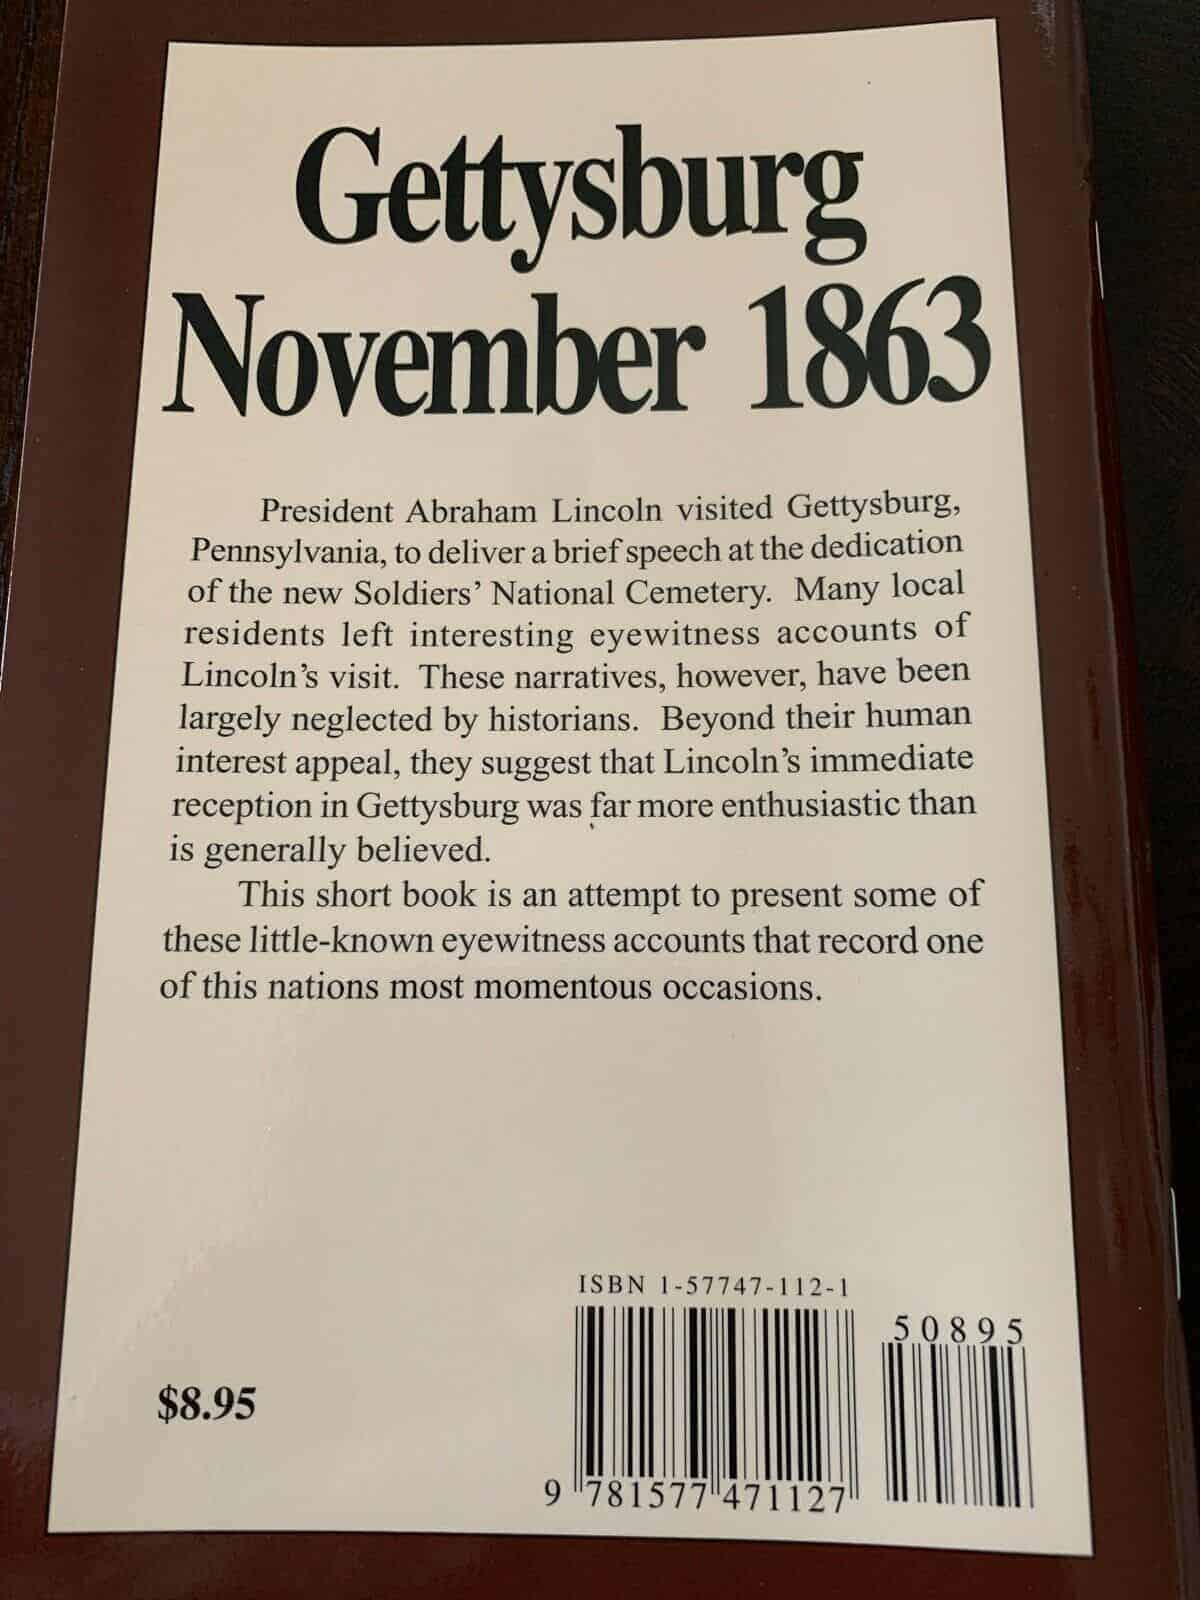 Gettysburg
November 1863
President Abraham Lincoln visited Gettysburg,
Pennsylvania, to deliver a brief speech at the dedication
of the new Soldiers' National Cemetery. Many local
residents left interesting eyewitness accounts of
Lincoln's visit. These narratives, however, have been
largely neglected by historians. Beyond their human
interest appeal, they suggest that Lincoln's immediate
reception in Gettysburg was far more enthusiastic than
is generally believed.
This short book is an attempt to present some of
these little-known eyewitness accounts that record one
of this nations most momentous occasions.
$8.95
ISBN 1-57747-112-1
50895
9 781577 471127